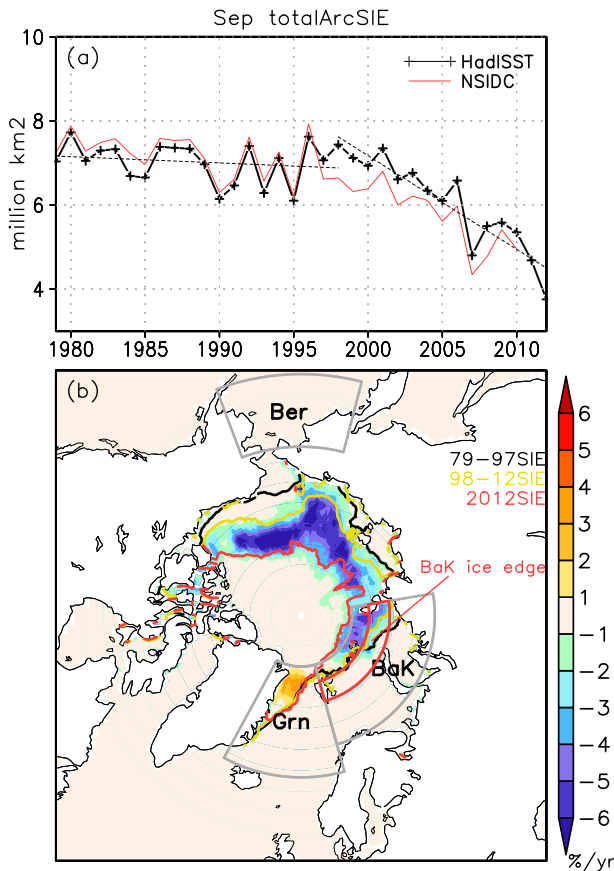 Sep totalArcSIE
10
8
6
4
million km2
(a)
HadISST
NSIDC
1980 1985 1990 1995 2000 2005 2010
(b)
Ber
79-97SIE
98-12SIE
2012SIE
BaK ice edge
BaK
Grn
6
5
4
3
2
1
-1
-2
-3
-4
-5
-6
%/yr